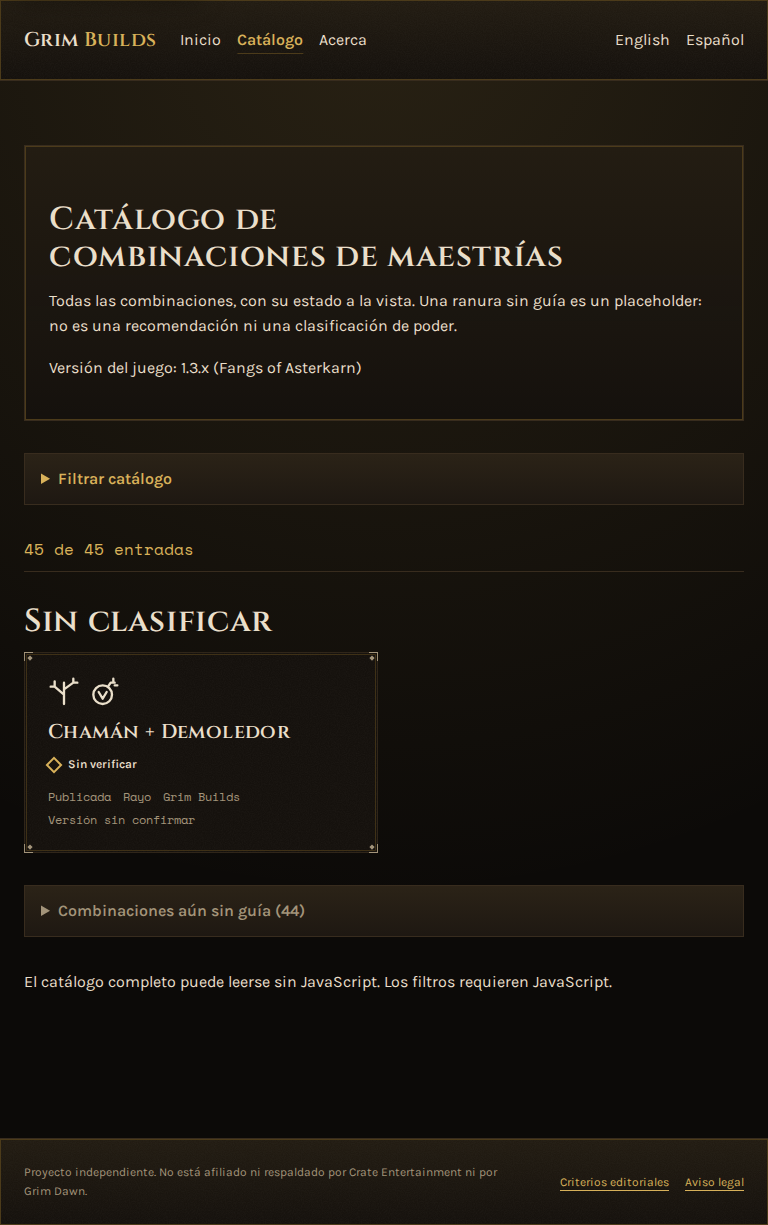 Grim Builds Inicio Catálogo Acerca English Español
Catálogo de
combinaciones de maestrías
Todas las combinaciones, con su estado a la vista. Una ranura sin guía es un placeholder:
no es una recomendación ni una clasificación de poder.
Versión del juego: 1.3.x (Fangs of Asterkarn)
Filtrar catálogo
45 de 45 entradas
Sin clasificar
Chamán + Demoledor
Sin verificar
Publicada Rayo Grim Builds
Versión sin confirmar
Combinaciones aún sin guía (44)
El catálogo completo puede leerse sin JavaScript. Los filtros requieren JavaScript.
Proyecto independiente. No está afiliado ni respaldado por Crate Entertainment ni por
Grim Dawn.
Criterios editoriales Aviso legal